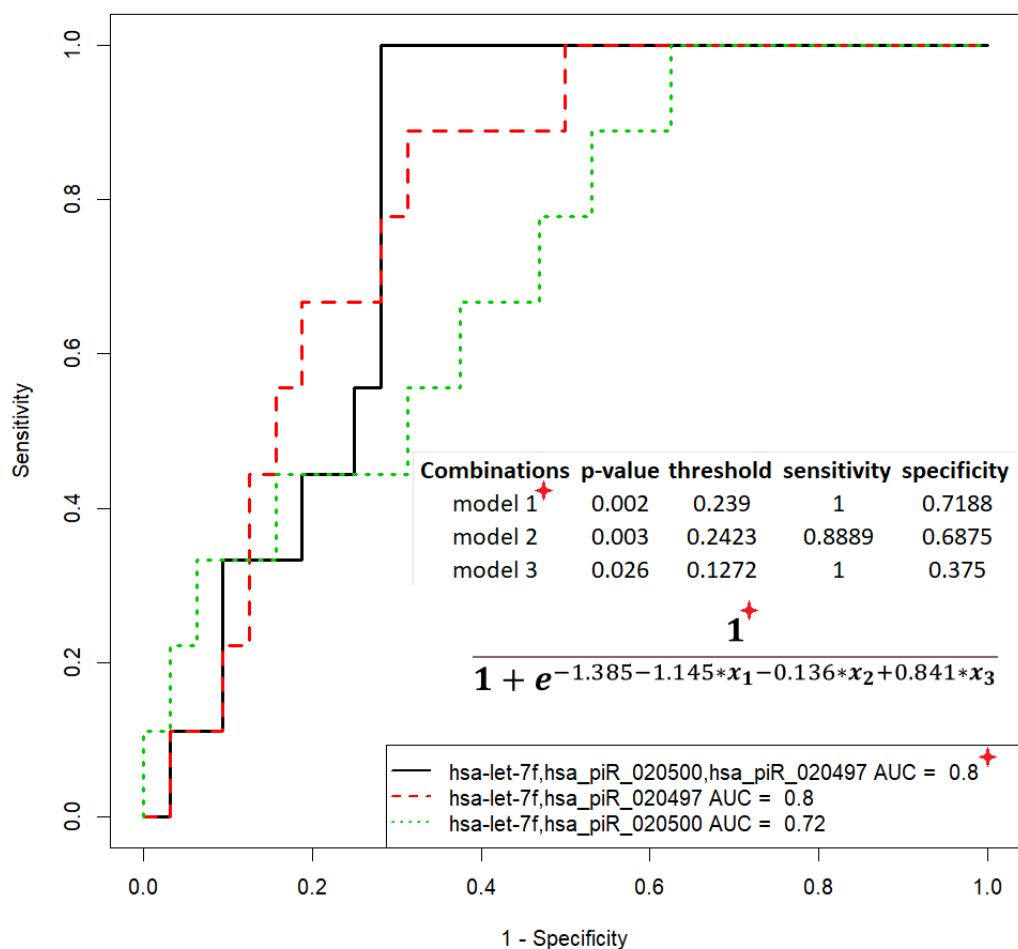 1.0
0.8
0.6
0.4
0.2
0.0
Sensitivity
Combinations p-value threshold sensitivity specificity
model 1 0.002 0.239 1 0.7188
model 2 0.003 0.2423 0.8889 0.6875
model 3 0.026 0.1272 1 0.375
1
1 + e^{-1.385-1.145*x_1-0.136*x_2+0.841*x_3}
hsa-let-7f,hsa_piR_020500,hsa_piR_020497 AUC = 0.8
hsa-let-7f,hsa_piR_020497 AUC = 0.8
hsa-let-7f,hsa_piR_020500 AUC = 0.72
0.0 0.2 0.4 0.6 0.8 1.0
1 - Specificity